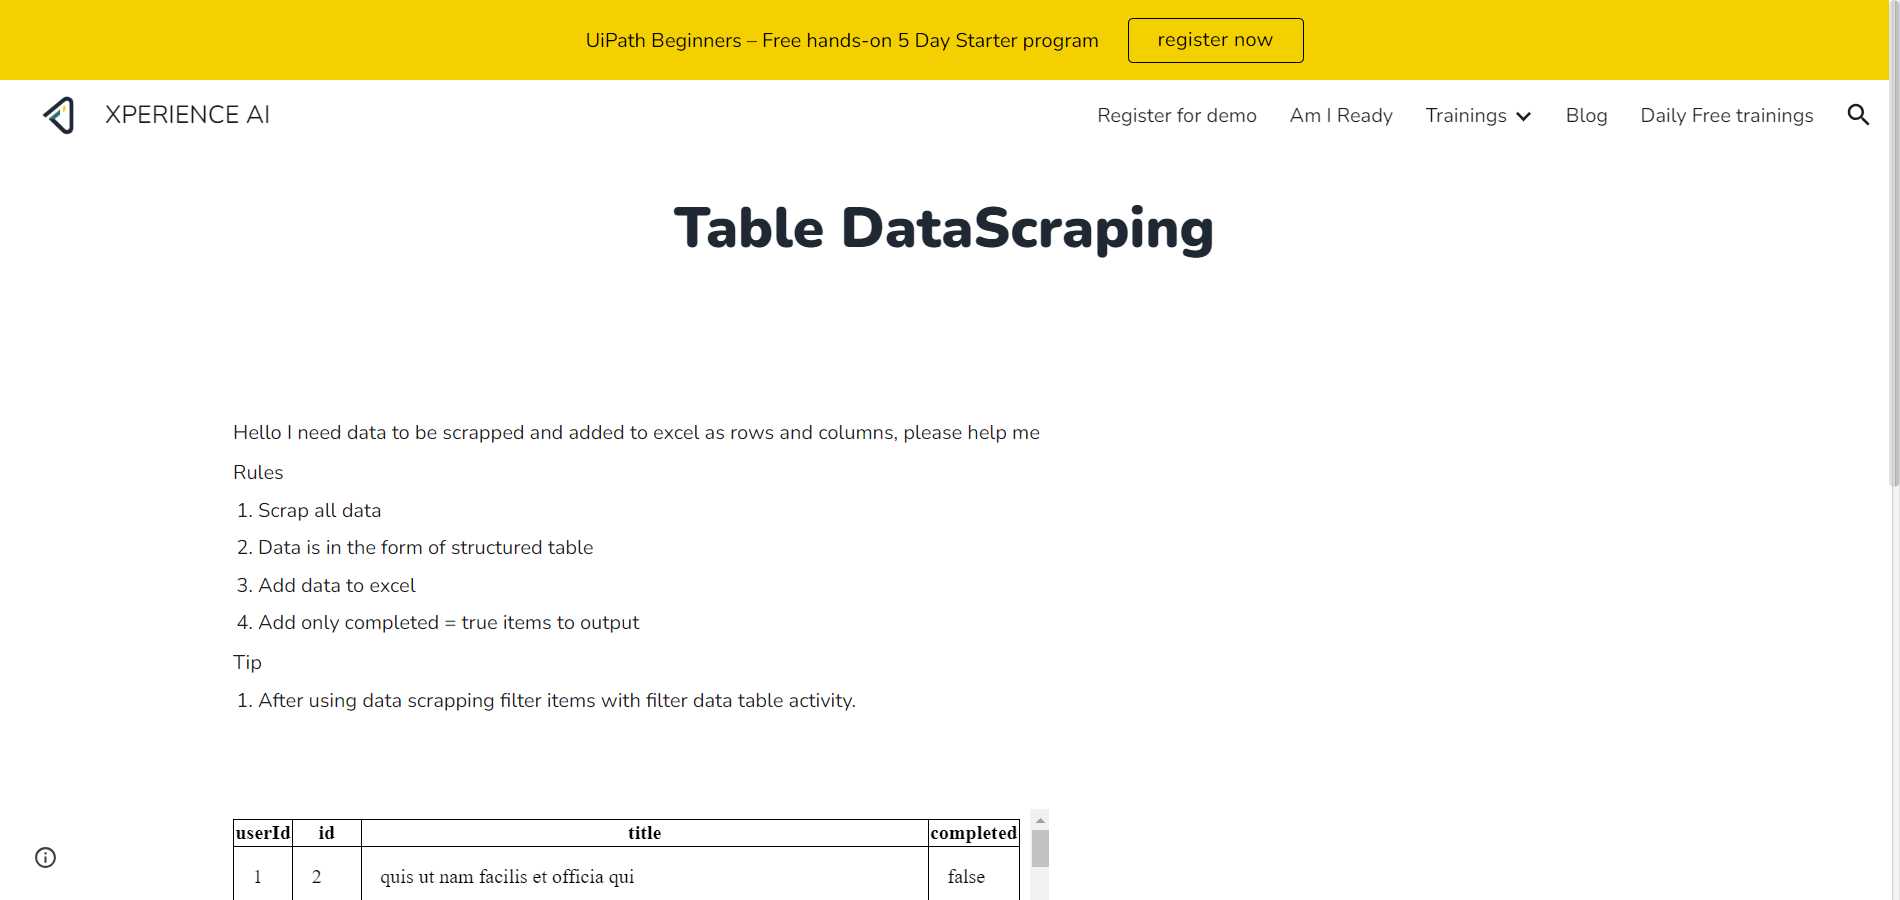 UiPath Beginners – Free hands-on 5 Day Starter program register now
XPERIENCE AI Register for demo Am I Ready Trainings Blog Daily Free trainings
Table DataScraping
Hello I need data to be scrapped and added to excel as rows and columns, please help me
Rules
1. Scrap all data
2. Data is in the form of structured table
3. Add data to excel
4. Add only completed = true items to output
Tip
1. After using data scrapping filter items with filter data table activity.
userId id title completed
1 2 quis ut nam facilis et officia qui false